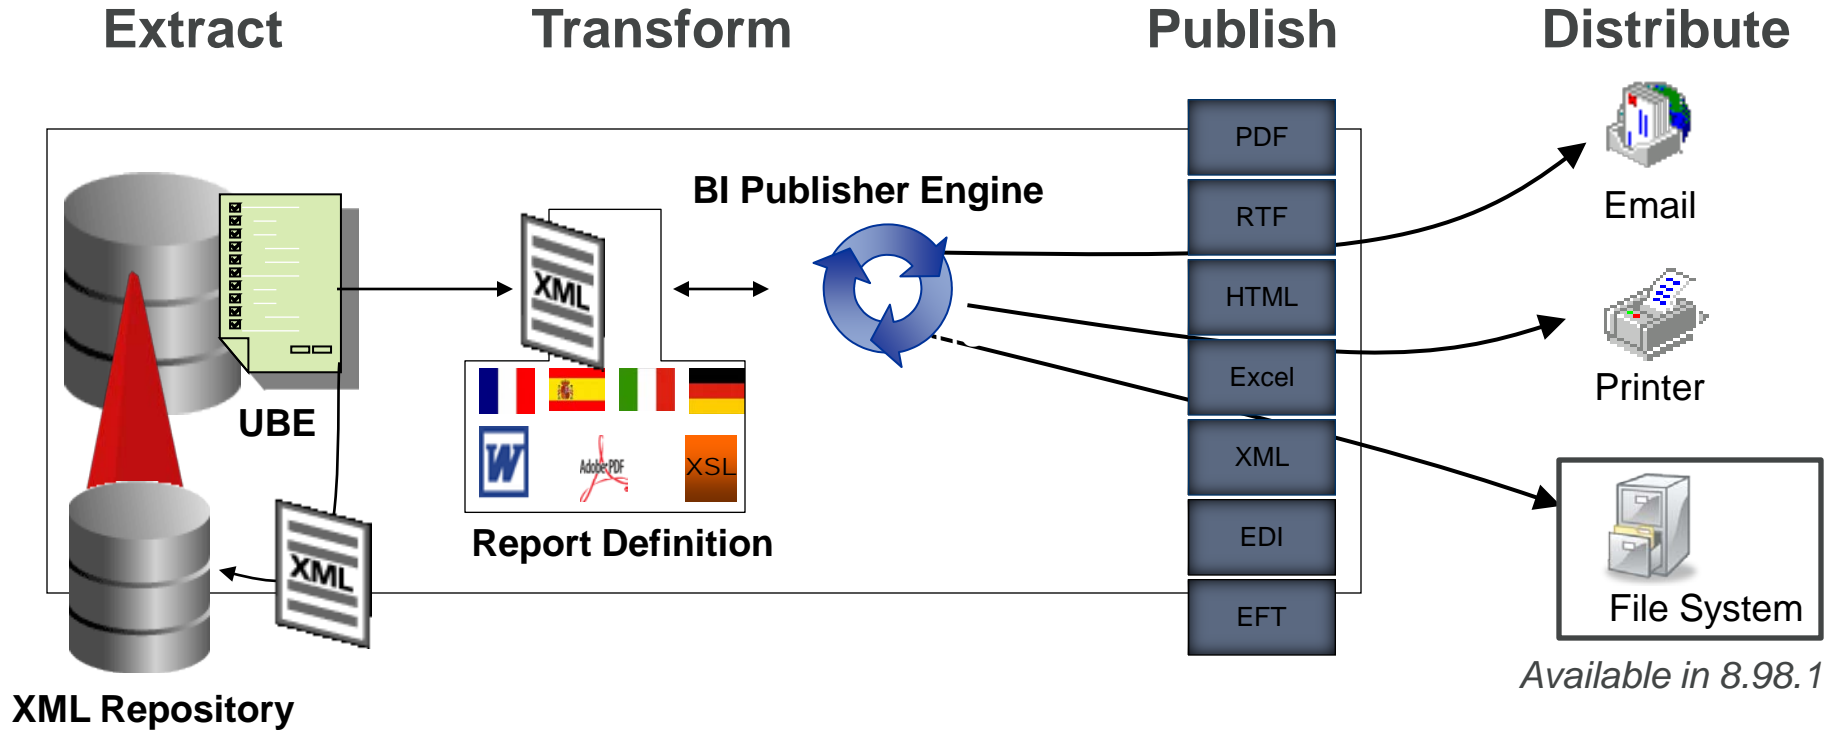 Extract
Transform
Publish
Distribute
UBE
XML
XML
XML Repository
BI Publisher Engine
XML
W
Adobe PDF
XSL
Report Definition
PDF
RTF
HTML
Excel
XML
EDI
EFT
Email
Printer
File System
Available in 8.98.1